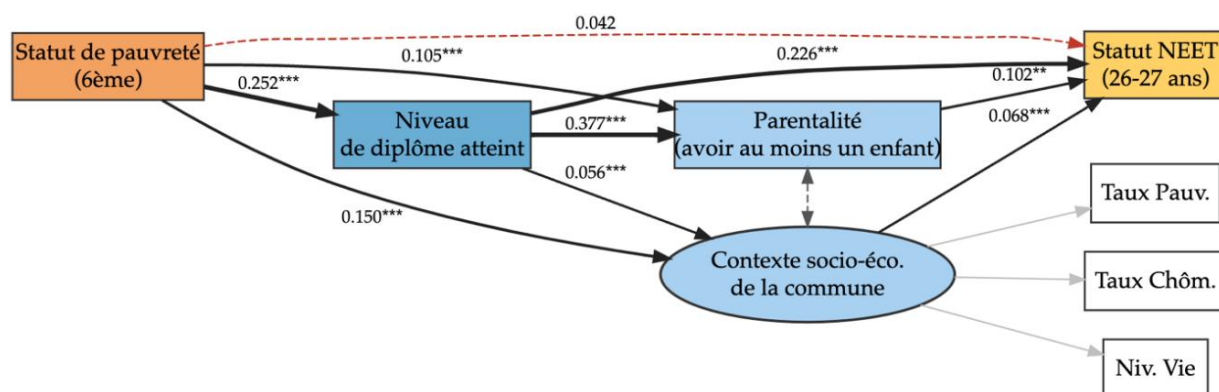 0.042
Statut de pauvreté
(6ème)
0.105***
0.226***
Statut NEET
(26-27 ans)
0.252***
0.102**
Niveau
de diplôme atteint
0.377***
Parentalité
(avoir au moins un enfant)
0.068***
0.056***
0.150***
Taux Pauv.
Contexte socio-éco.
de la commune
Taux Chôm.
Niv. Vie